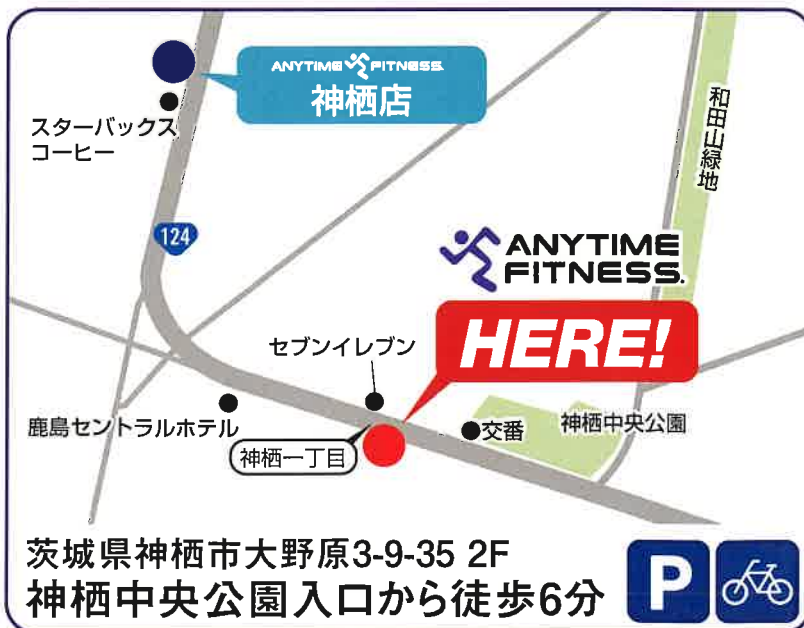 ANYTIME FITNESS.
神栖店
スターバックス
コーヒー
和田山緑地
124
ANYTIME
FITNESS.
HERE!
セブンイレブン
鹿島セントラルホテル
神栖一丁目
交番
神栖中央公園
茨城県神栖市大野原3-9-35 2F
神栖中央公園入口から徒歩6分
P